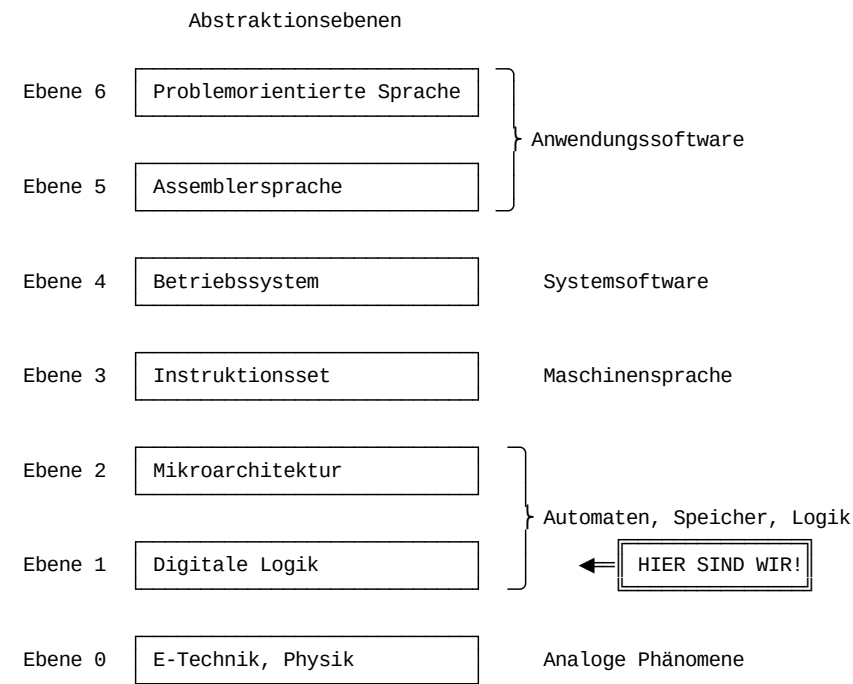 Abstraktionsebenen
Ebene 6 Problemorientierte Sprache
Anwendungssoftware
Ebene 5 Assemblersprache
Ebene 4 Betriebssystem Systemsoftware
Ebene 3 Instruktionsset Maschinensprache
Ebene 2 Mikroarchitektur
Automaten, Speicher, Logik
Ebene 1 Digitale Logik HIER SIND WIR!
Ebene 0 E-Technik, Physik Analoge Phänomene